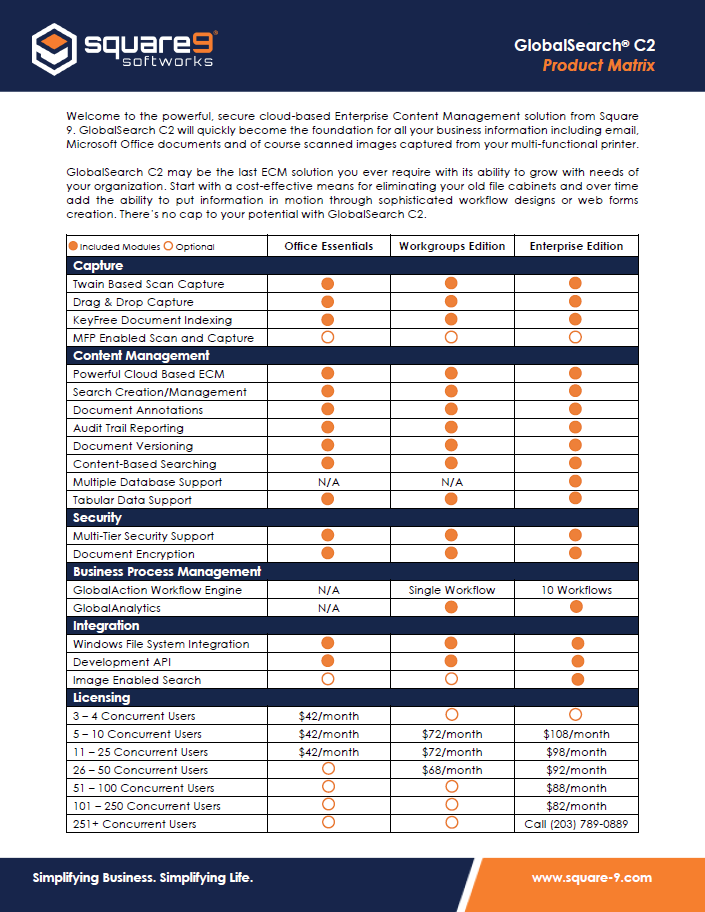 square9®
softworks
GlobalSearch® C2
Product Matrix
Welcome to the powerful, secure cloud-based Enterprise Content Management solution from Square
9. GlobalSearch C2 will quickly become the foundation for all your business information including email,
Microsoft Office documents and of course scanned images captured from your multi-functional printer.
GlobalSearch C2 may be the last ECM solution you ever require with its ability to grow with needs of
your organization. Start with a cost-effective means for eliminating your old file cabinets and over time
add the ability to put information in motion through sophisticated workflow designs or web forms
creation. There's no cap to your potential with GlobalSearch C2.
Included Modules Optional Office Essentials Workgroups Edition Enterprise Edition
Capture
Twain Based Scan Capture
Drag & Drop Capture
KeyFree Document Indexing
MFP Enabled Scan and Capture
Content Management
Powerful Cloud Based ECM
Search Creation/Management
Document Annotations
Audit Trail Reporting
Document Versioning
Content-Based Searching
Multiple Database Support N/A N/A
Tabular Data Support
Security
Multi-Tier Security Support
Document Encryption
Business Process Management
GlobalAction Workflow Engine N/A Single Workflow 10 Workflows
GlobalAnalytics N/A
Integration
Windows File System Integration
Development API
Image Enabled Search
Licensing
3 – 4 Concurrent Users $42/month
5 – 10 Concurrent Users $42/month $72/month $108/month
11 – 25 Concurrent Users $42/month $72/month $98/month
26 – 50 Concurrent Users $68/month $92/month
51 – 100 Concurrent Users $88/month
101 – 250 Concurrent Users $82/month
251+ Concurrent Users Call (203) 789-0889
Simplifying Business. Simplifying Life.
www.square-9.com